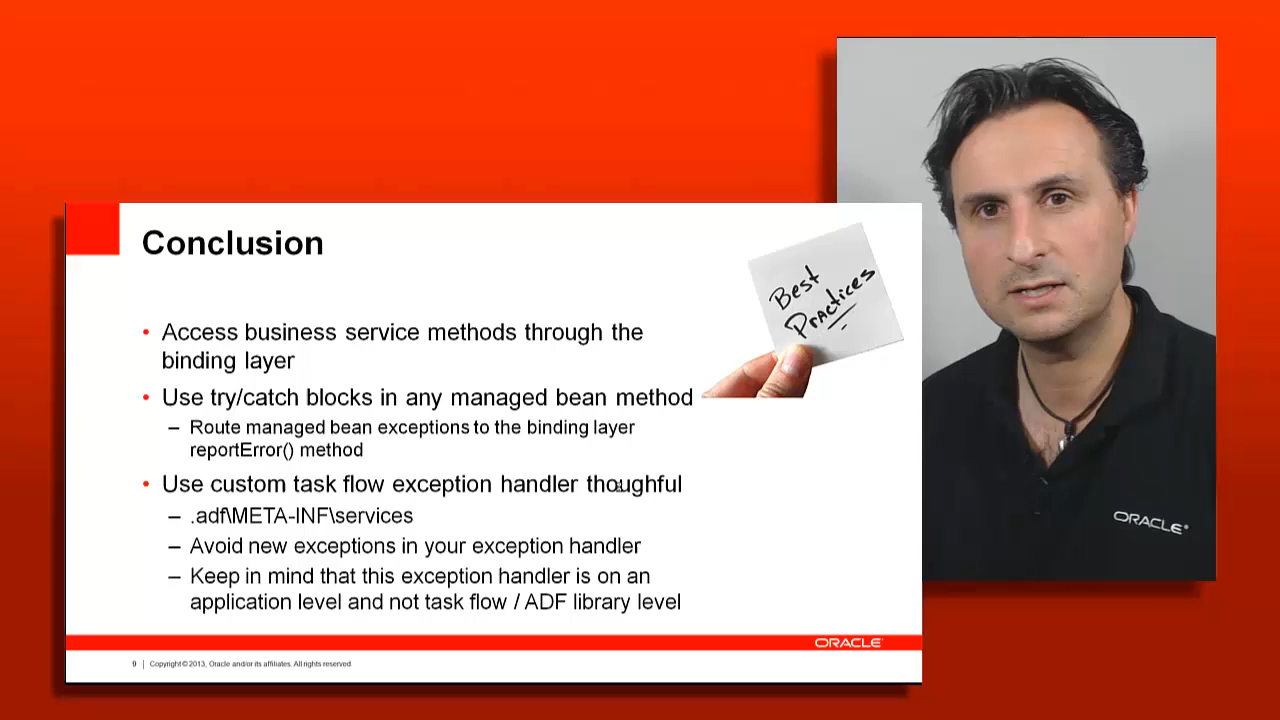 Conclusion
Best
Practices
• Access business service methods through the
binding layer
• Use try/catch blocks in any managed bean method
– Route managed bean exceptions to the binding layer
reportError() method
• Use custom task flow exception handler thoughful
– .adf\META-INF\services
– Avoid new exceptions in your exception handler
– Keep in mind that this exception handler is on an
application level and not task flow / ADF library level
ORACLE
9 | Copyright © 2013, Oracle and/or its affiliates. All rights reserved.
ORACLE®